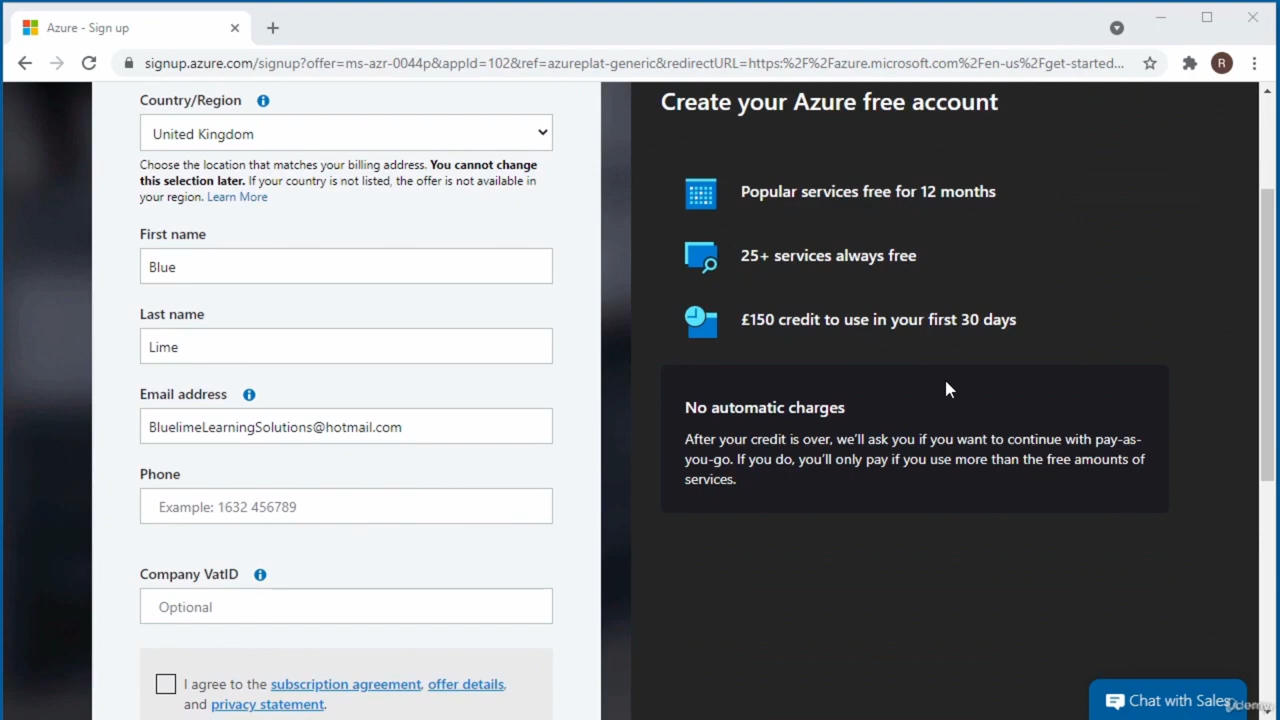 Azure - Sign up
signup.azure.com/signup?offer=ms-azr-0044p&appId=102&ref=azureplat-generic&redirectURL=https:%2F%2Fazure.microsoft.com%2Fen-us%2Fget-started...
R
Country/Region
United Kingdom
Choose the location that matches your billing address. You cannot change
this selection later. If your country is not listed, the offer is not available in
your region. Learn More
First name
Blue
Last name
Lime
Email address
BluelimeLearningSolutions@hotmail.com
Phone
Example: 1632 456789
Company VatID
Optional
I agree to the subscription agreement, offer details,
and privacy statement.
Create your Azure free account
Popular services free for 12 months
25+ services always free
£150 credit to use in your first 30 days
No automatic charges
After your credit is over, we'll ask you if you want to continue with pay-as-
you-go. If you do, you'll only pay if you use more than the free amounts of
services.
Chat with Sales
Udemy